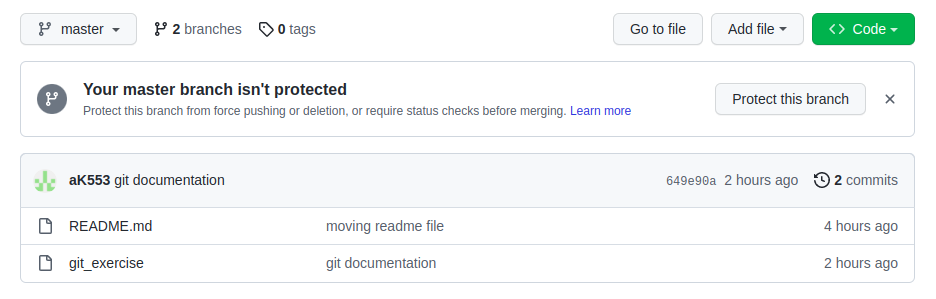 master 2 branches 0 tags Go to file Add file Code
Your master branch isn't protected
Protect this branch from force pushing or deletion, or require status checks before merging. Learn more
Protect this branch
aK553 git documentation 649e90a 2 hours ago 2 commits
README.md moving readme file 4 hours ago
git_exercise git documentation 2 hours ago